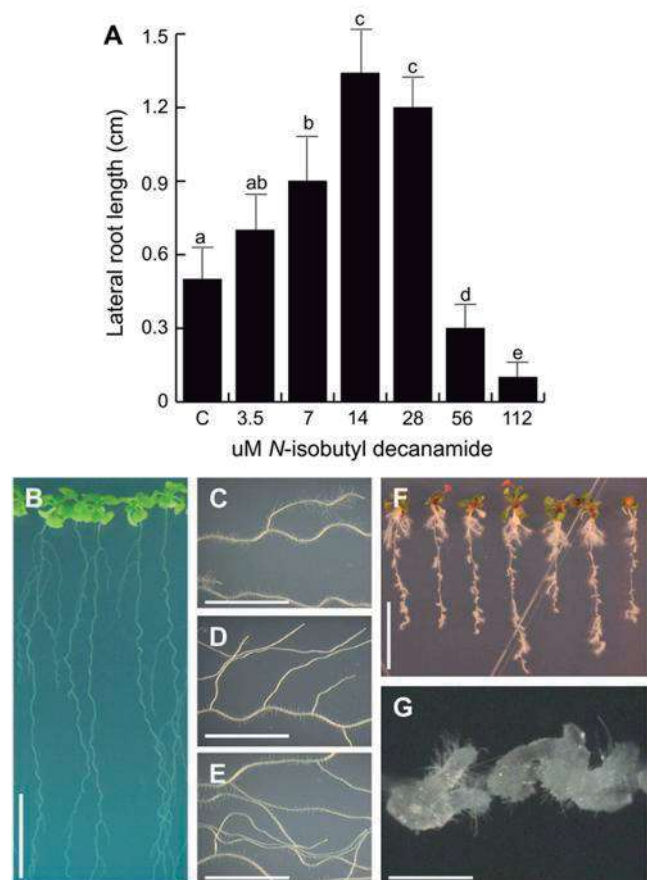 A
Lateral root length (cm)
1.5
1.2
0.9
0.6
0.3
0
a
ab
b
c
c
d
e
C 3.5 7 14 28 56 112
uM N-isobutyl decanamide
B
C
D
E
F
G